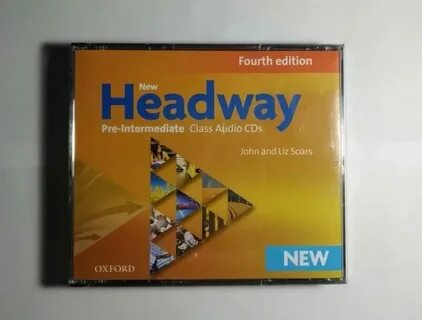 Fourth edition
New
Headway
Pre-Intermediate Class Audio CDs
John and Liz Soars
OXFORD
NEW